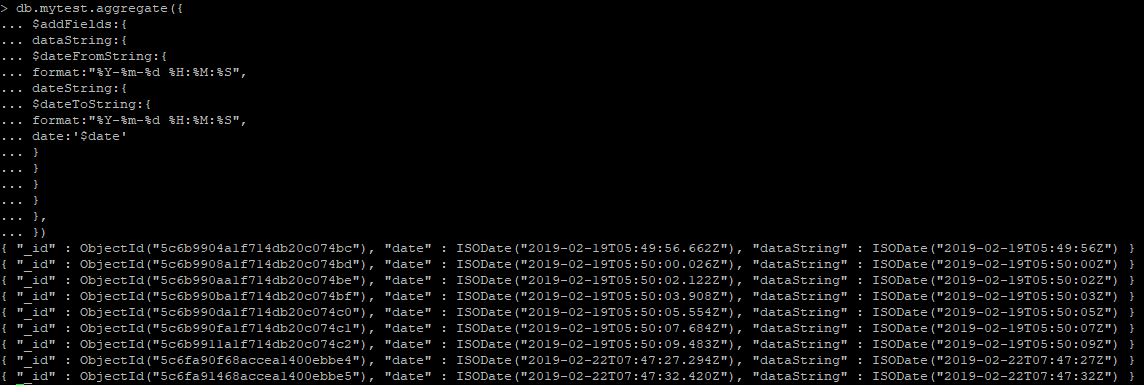 > db.mytest.aggregate({
... $addFields:{
... dataString:{
... $dateFromString:{
... format:"%Y-%m-%d %H:%M:%S",
... dateString:{
... $dateToString:{
... format:"%Y-%m-%d %H:%M:%S",
... date:'$date'
... }
... }
... }
... }
... },
... })
{ "_id" : ObjectId("5c6b9904a1f714db20c074bc"), "date" : ISODate("2019-02-19T05:49:56.662Z"), "dataString" : ISODate("2019-02-19T05:49:56Z") }
{ "_id" : ObjectId("5c6b9908a1f714db20c074bd"), "date" : ISODate("2019-02-19T05:50:00.026Z"), "dataString" : ISODate("2019-02-19T05:50:00Z") }
{ "_id" : ObjectId("5c6b990aa1f714db20c074be"), "date" : ISODate("2019-02-19T05:50:02.122Z"), "dataString" : ISODate("2019-02-19T05:50:02Z") }
{ "_id" : ObjectId("5c6b990ba1f714db20c074bf"), "date" : ISODate("2019-02-19T05:50:03.908Z"), "dataString" : ISODate("2019-02-19T05:50:03Z") }
{ "_id" : ObjectId("5c6b990da1f714db20c074c0"), "date" : ISODate("2019-02-19T05:50:05.554Z"), "dataString" : ISODate("2019-02-19T05:50:05Z") }
{ "_id" : ObjectId("5c6b990fa1f714db20c074c1"), "date" : ISODate("2019-02-19T05:50:07.684Z"), "dataString" : ISODate("2019-02-19T05:50:07Z") }
{ "_id" : ObjectId("5c6b9911a1f714db20c074c2"), "date" : ISODate("2019-02-19T05:50:09.483Z"), "dataString" : ISODate("2019-02-19T05:50:09Z") }
{ "_id" : ObjectId("5c6fa90f68accea1400ebbe4"), "date" : ISODate("2019-02-22T07:47:27.294Z"), "dataString" : ISODate("2019-02-22T07:47:27Z") }
{ "_id" : ObjectId("5c6fa91468accea1400ebbe5"), "date" : ISODate("2019-02-22T07:47:32.420Z"), "dataString" : ISODate("2019-02-22T07:47:32Z") }